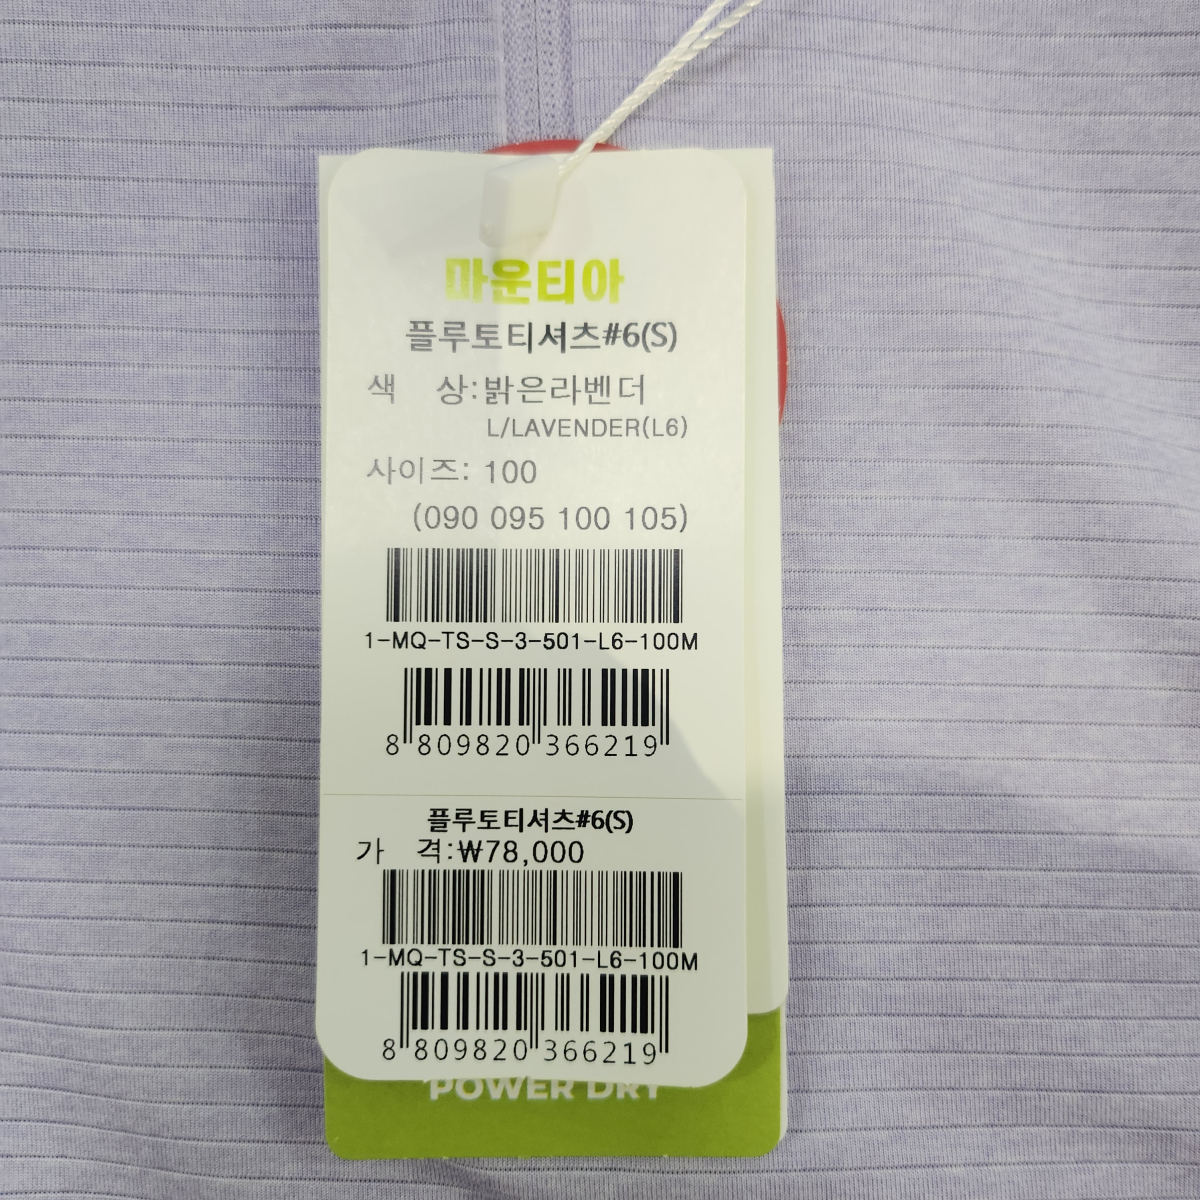 마운티아
플루토티셔츠#6(S)
색 상:밝은라벤더
L/LAVENDER(L6)
사이즈: 100
(090 095 100 105)
1-MQ-TS-S-3-501-L6-100M
8 809820 366219
플루토티셔츠#6(S)
가 격:₩78,000
1-MQ-TS-S-3-501-L6-100M
8 809820 366219
POWER DRY